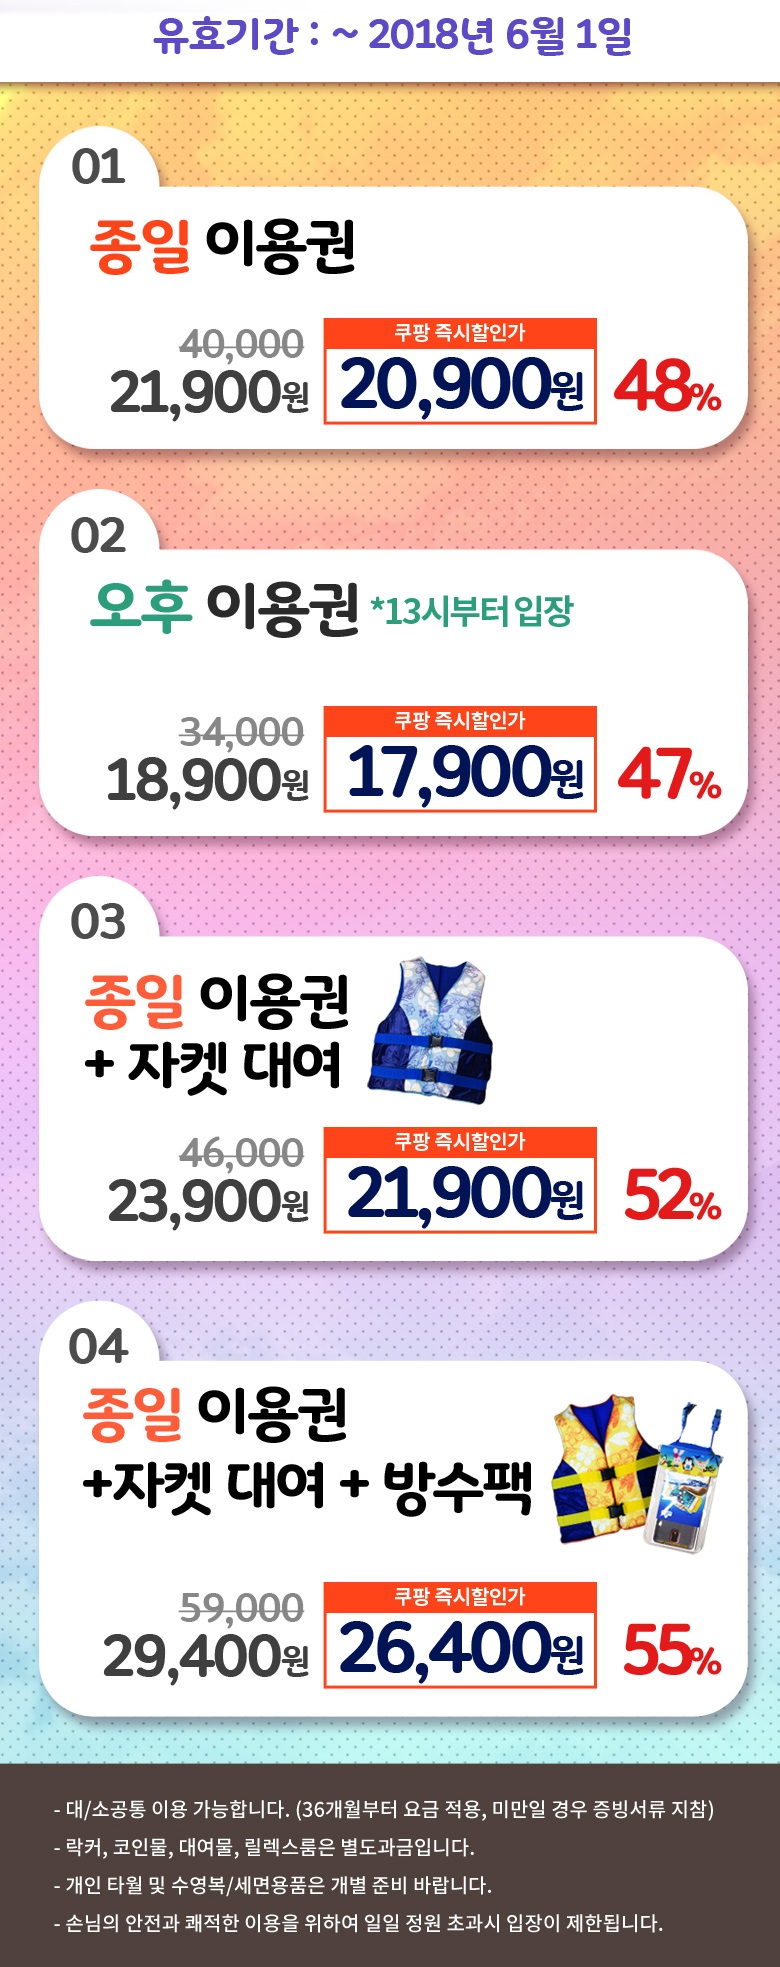 유효기간 : ~ 2018년 6월 1일
01
종일 이용권
40,000
21,900원
쿠팡 즉시할인가
20,900원
48%
02
오후 이용권 *13시부터 입장
34,000
18,900원
쿠팡 즉시할인가
17,900원
47%
03
종일 이용권
+ 자켓 대여
46,000
23,900원
쿠팡 즉시할인가
21,900원
52%
04
종일 이용권
+자켓 대여 + 방수팩
59,000
29,400원
쿠팡 즉시할인가
26,400원
55%
- 대/소공통 이용 가능합니다. (36개월부터 요금 적용, 미만일 경우 증빙서류 지참)
- 락커, 코인물, 대여물, 릴렉스룸은 별도과금입니다.
- 개인 타월 및 수영복/세면용품은 개별 준비 바랍니다.
- 손님의 안전과 쾌적한 이용을 위하여 일일 정원 초과시 입장이 제한됩니다.